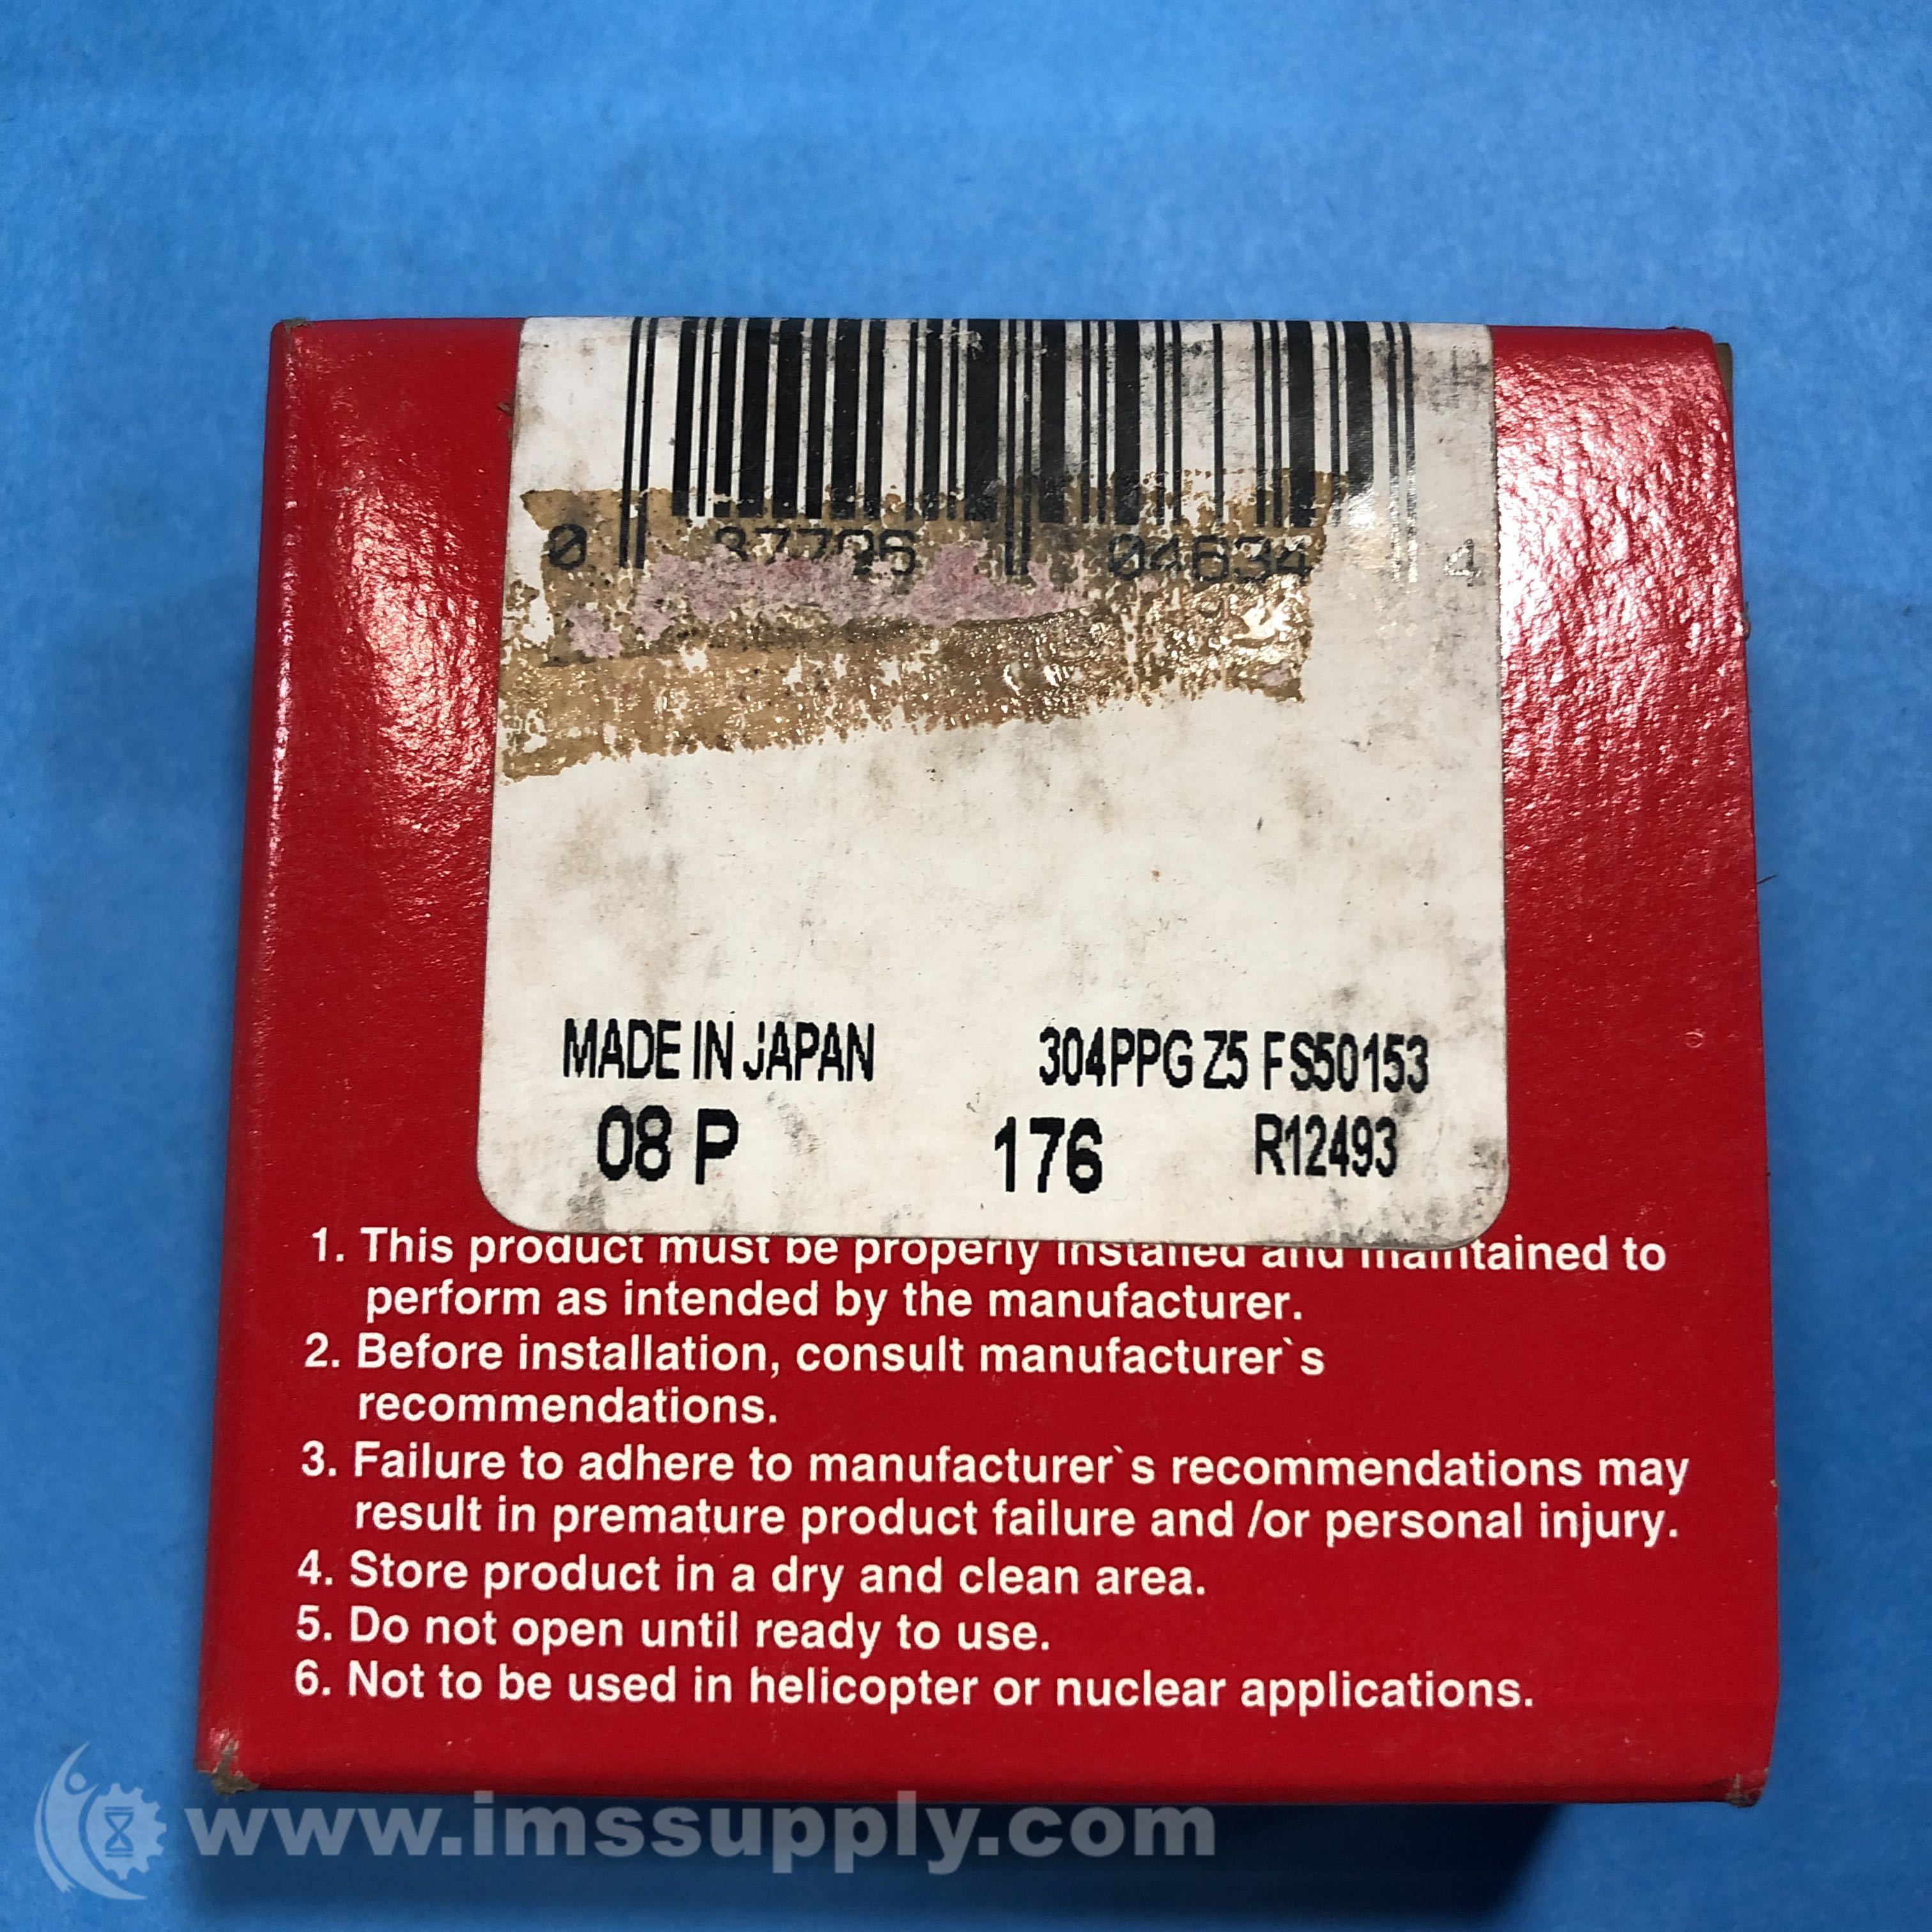 0 37706 04634 4
MADE IN JAPAN 304PPG Z5 FS50153
08 P 176 R12493
1. This product must be properly installed and maintained to
perform as intended by the manufacturer.
2. Before installation, consult manufacturer`s
recommendations.
3. Failure to adhere to manufacturer`s recommendations may
result in premature product failure and /or personal injury.
4. Store product in a dry and clean area.
5. Do not open until ready to use.
6. Not to be used in helicopter or nuclear applications.
www.imssupply.com